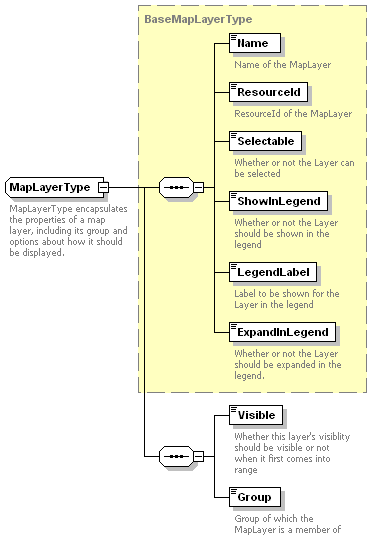 BaseMapLayerType
Name
Name of the MapLayer
ResourceId
ResourceId of the MapLayer
Selectable
Whether or not the Layer can
be selected
MapLayerType
MapLayerType encapsulates
the properties of a map
layer, including its group and
options about how it should
be displayed.
ShowInLegend
Whether or not the Layer
should be shown in the
legend
LegendLabel
Label to be shown for the
Layer in the legend
ExpandInLegend
Whether or not the Layer
should be expanded in the
legend.
Visible
Whether this layer's visiblity
should be visible or not
when it first comes into
range
Group
Group of which the
MapLayer is a member of